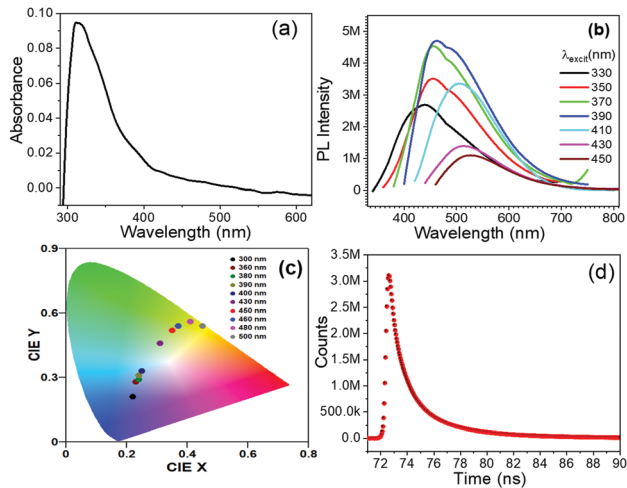 (a)
Absorbance
0.10
0.08
0.06
0.04
0.02
0.00
300 400 500 600
Wavelength (nm)
(b)
PL Intensity
5M
4M
3M
2M
1M
0
400 500 600 700 800
Wavelength (nm)
λexcit(nm)
330
350
370
390
410
430
450
(c)
CIE Y
0.9
0.6
0.3
0.0
0.0 0.2 0.4 0.6 0.8
CIE X
300 nm
360 nm
380 nm
390 nm
400 nm
430 nm
450 nm
460 nm
480 nm
500 nm
(d)
Counts
3.5M
3.0M
2.5M
2.0M
1.5M
1.0M
500.0k
0.0
72 74 76 78 80 82 84 86 88 90
Time (ns)